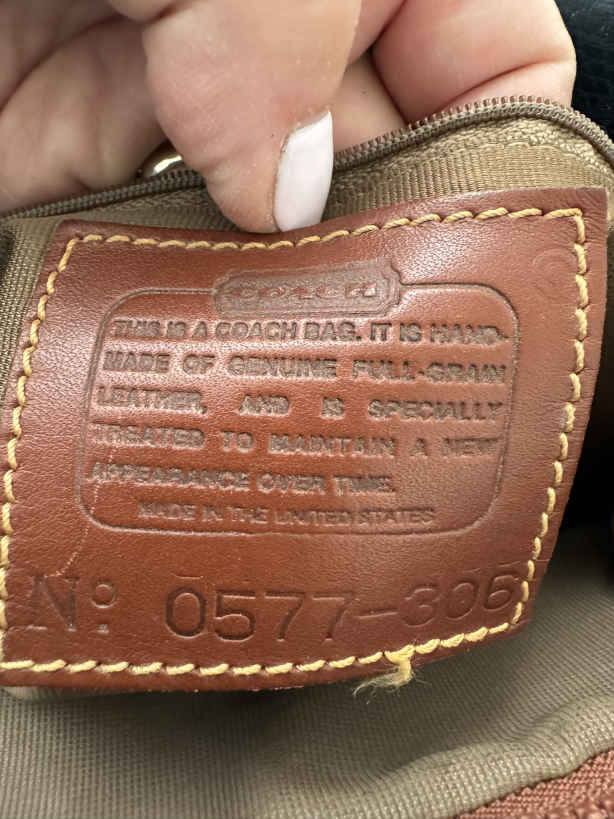 COACH
THIS IS A COACH BAG. IT IS HAND-
MADE OF GENUINE FULL-GRAIN
LEATHER, AND IS SPECIALLY
TREATED TO MAINTAIN A NEW
APPEARANCE OVER TIME.
MADE IN THE UNITED STATES
No: 0577-306